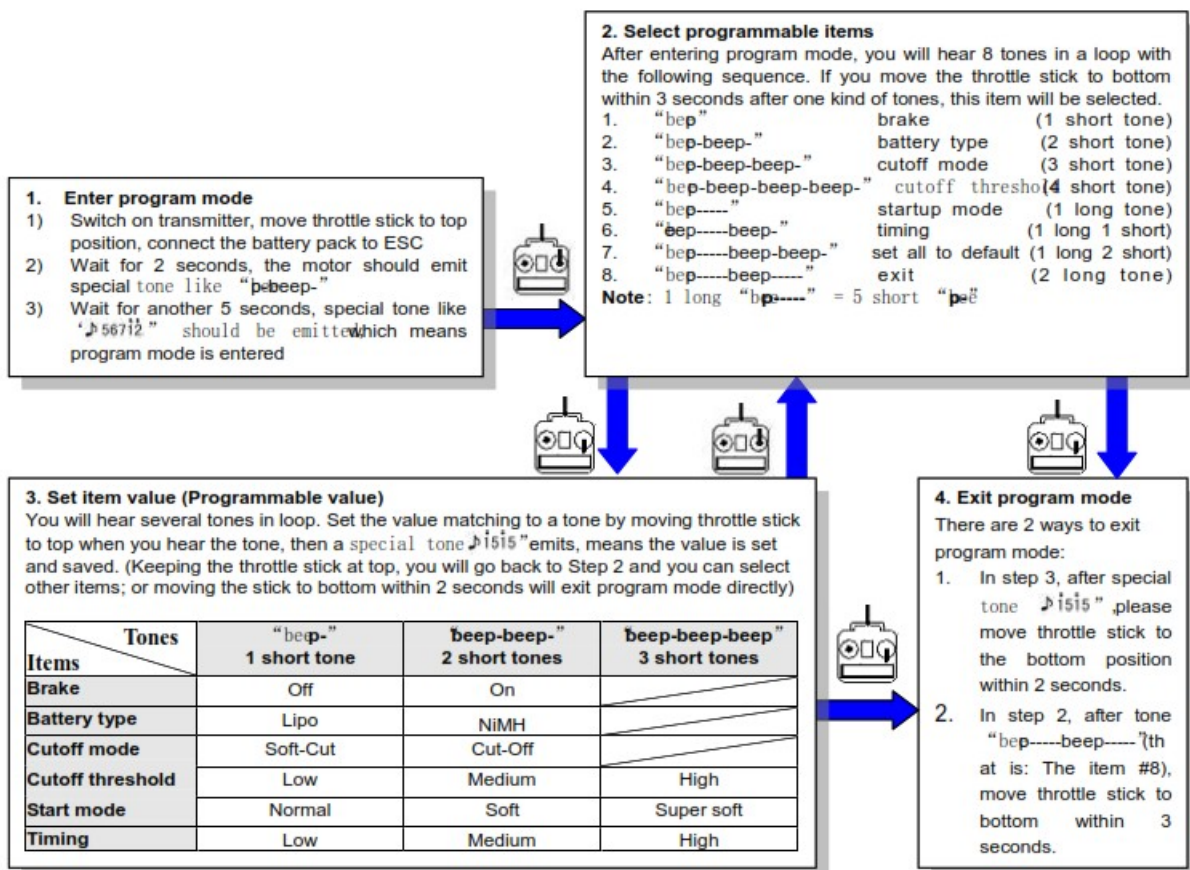 1. Enter program mode
1) Switch on transmitter, move throttle stick to top
position, connect the battery pack to ESC
2) Wait for 2 seconds, the motor should emit
special tone like “beep-beep-”
3) Wait for another 5 seconds, special tone like
‘♪56712” should be emitted, which means
program mode is entered
2. Select programmable items
After entering program mode, you will hear 8 tones in a loop with
the following sequence. If you move the throttle stick to bottom
within 3 seconds after one kind of tones, this item will be selected.
1. “beep” brake (1 short tone)
2. “beep-beep-” battery type (2 short tone)
3. “beep-beep-beep-” cutoff mode (3 short tone)
4. “beep-beep-beep-beep-” cutoff threshold (4 short tone)
5. “beep-----” startup mode (1 long tone)
6. “beep-----beep-” timing (1 long 1 short)
7. “beep-----beep-beep-” set all to default (1 long 2 short)
8. “beep-----beep-----” exit (2 long tone)
Note: 1 long “beep-----” = 5 short “beep”
3. Set item value (Programmable value)
You will hear several tones in loop. Set the value matching to a tone by moving throttle stick
to top when you hear the tone, then a special tone ♪1515” emits, means the value is set
and saved. (Keeping the throttle stick at top, you will go back to Step 2 and you can select
other items; or moving the stick to bottom within 2 seconds will exit program mode directly)
Tones “beep-” “beep-beep-” “beep-beep-beep”
Items 1 short tone 2 short tones 3 short tones
Brake Off On
Battery type Lipo NiMH
Cutoff mode Soft-Cut Cut-Off
Cutoff threshold Low Medium High
Start mode Normal Soft Super soft
Timing Low Medium High
4. Exit program mode
There are 2 ways to exit
program mode:
1. In step 3, after special
tone ♪1515” ,please
move throttle stick to
the bottom position
within 2 seconds.
2. In step 2, after tone
“beep-----beep-----”(th
at is: The item #8),
move throttle stick to
bottom within 3
seconds.